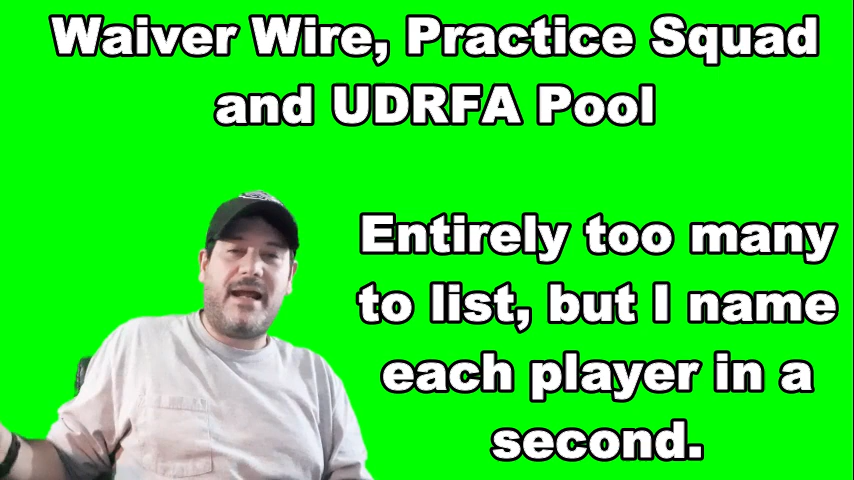 Waiver Wire, Practice Squad
and UDRFA Pool
Entirely too many
to list, but I name
each player in a
second.